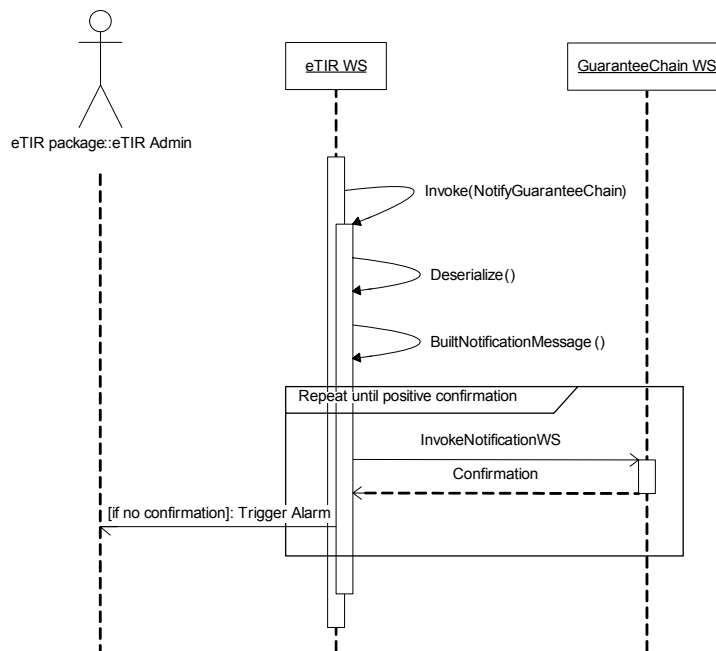 eTIR WS
GuaranteeChain WS
eTIR package::eTIR Admin
Invoke(NotifyGuaranteeChain)
Deserialize()
BuiltNotificationMessage()
Repeat until positive confirmation
InvokeNotificationWS
Confirmation
[if no confirmation]: Trigger Alarm